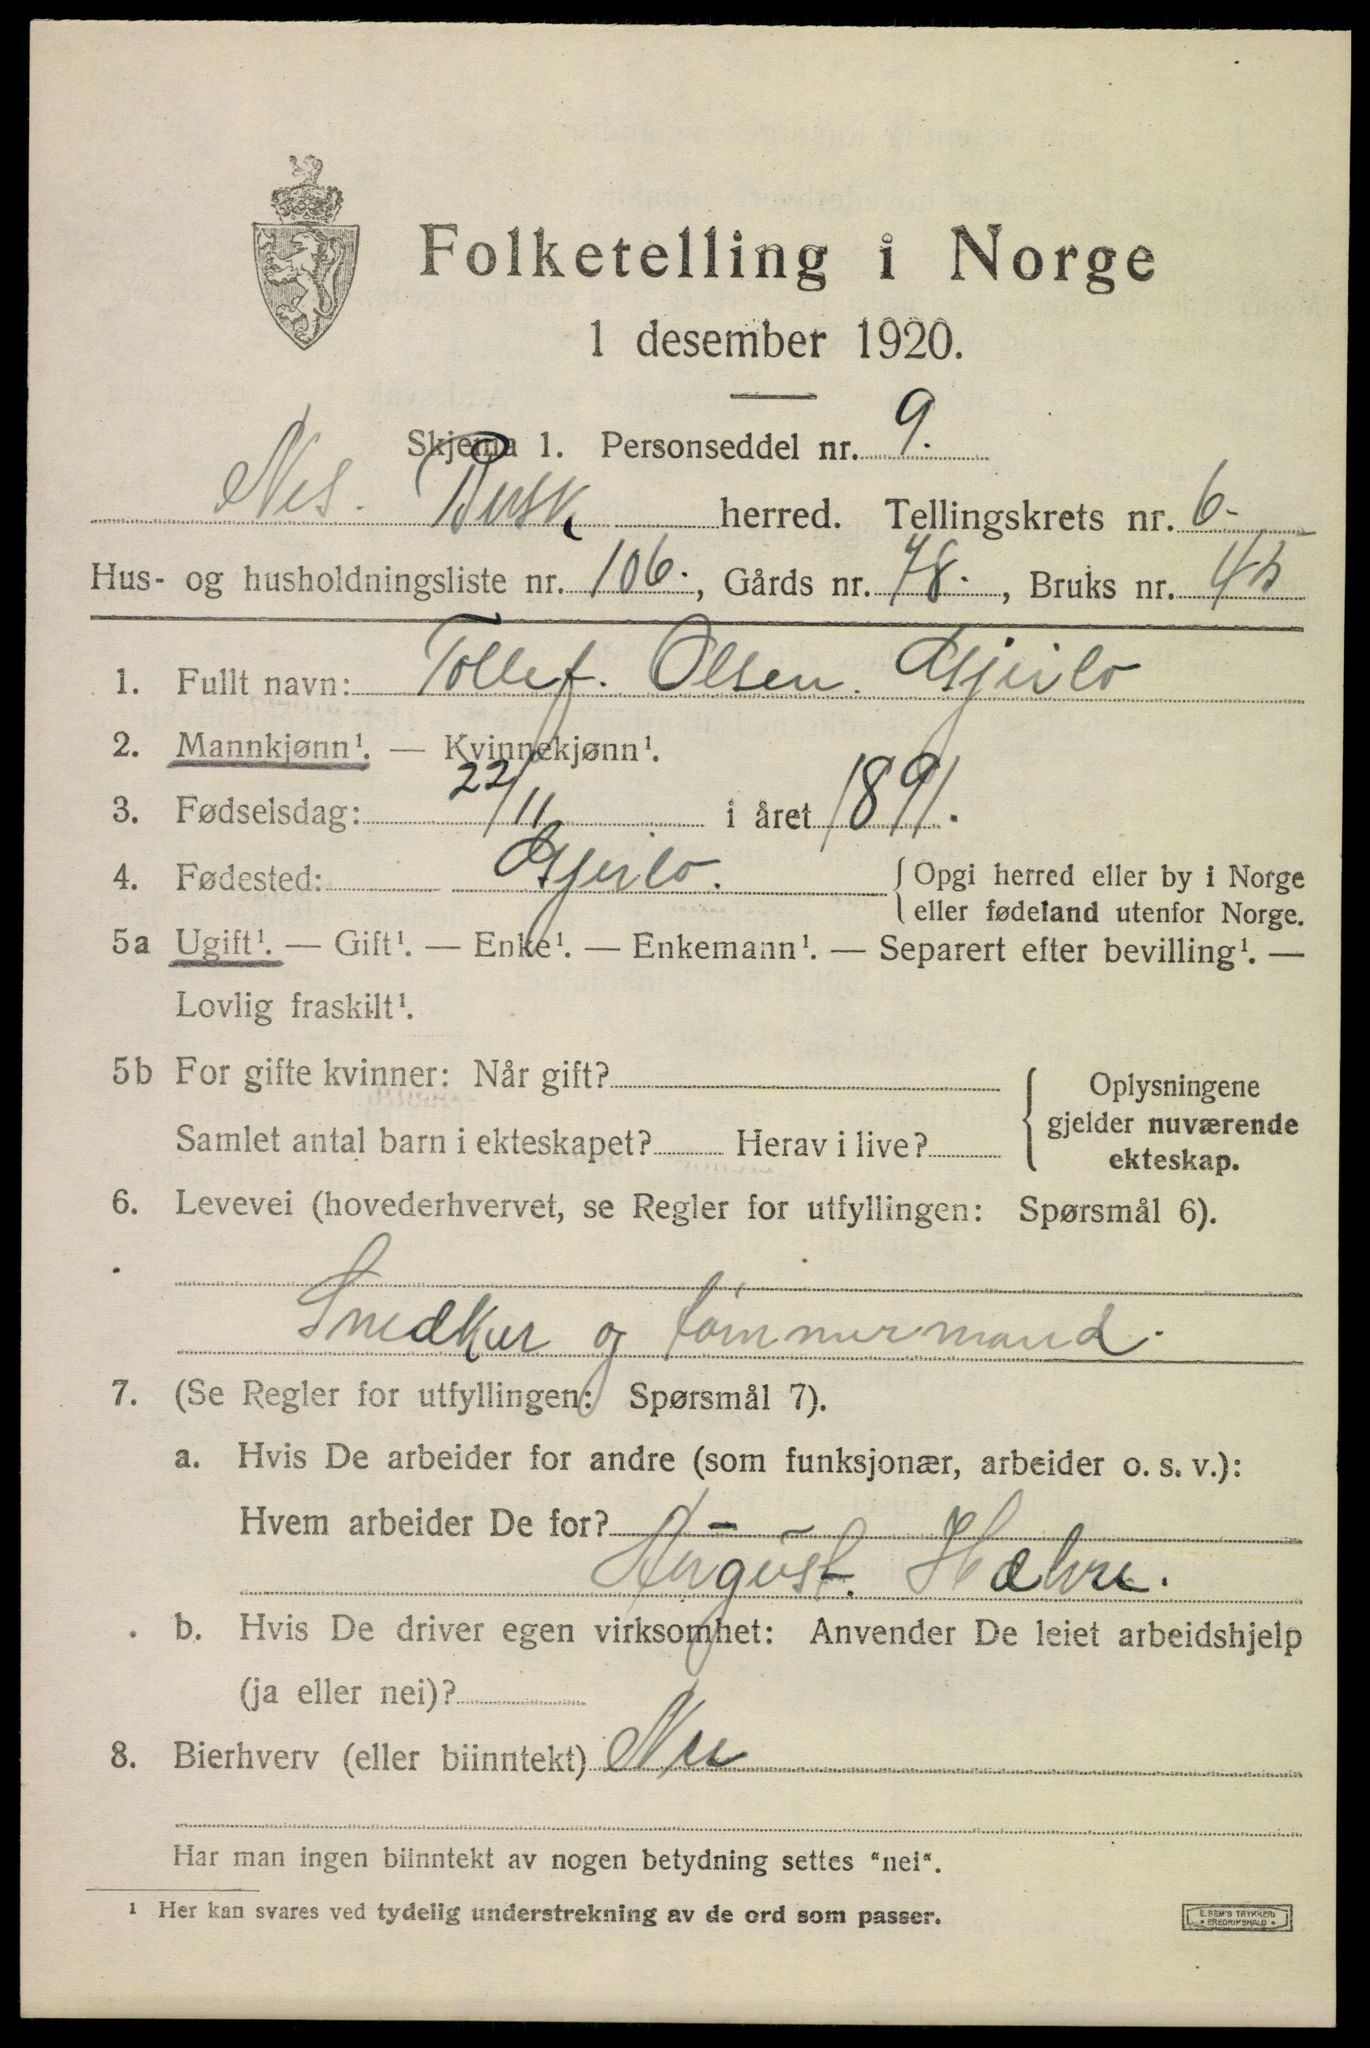 Folketelling i Norge
1 desember 1920.
Skjema 1. Personseddel nr. 9.
Nes. Busk herred. Tellingskrets nr. 6
Hus- og husholdningsliste nr. 106, Gårds nr. 78, Bruks nr. 45
1. Fullt navn: Tollef. Olsen. Gjeilo
2. Mannkjønn¹. — Kvinnekjønn¹.
3. Fødselsdag: 22/11 i året 1891.
4. Fødested: Gjeilo. { Opgi herred eller by i Norge
eller fødeland utenfor Norge.
5a Ugift¹. — Gift¹. — Enke¹. — Enkemann¹. — Separert efter bevilling¹. —
Lovlig fraskilt¹.
5b For gifte kvinner: Når gift? { Oplysningene
gjelder nuværende
Samlet antal barn i ekteskapet? Herav i live?
ekteskap.
6. Levevei (hovederhvervet, se Regler for utfyllingen: Spørsmål 6).
Snedker og tømmermand.
7. (Se Regler for utfyllingen: Spørsmål 7).
a. Hvis De arbeider for andre (som funksjonær, arbeider o. s. v.):
Hvem arbeider De for? -
August.
b. Hvis De driver egen virksomhet: Anvender De leiet arbeidshjelp
(ja eller nei)?
8. Bierhverv (eller biinntekt) Nei
Har man ingen biinntekt av nogen betydning settes "nei".
¹ Her kan svares ved tydelig understrekning av de ord som passer.
E. SEM'S TRYKKERI
FREDRIKSHALD